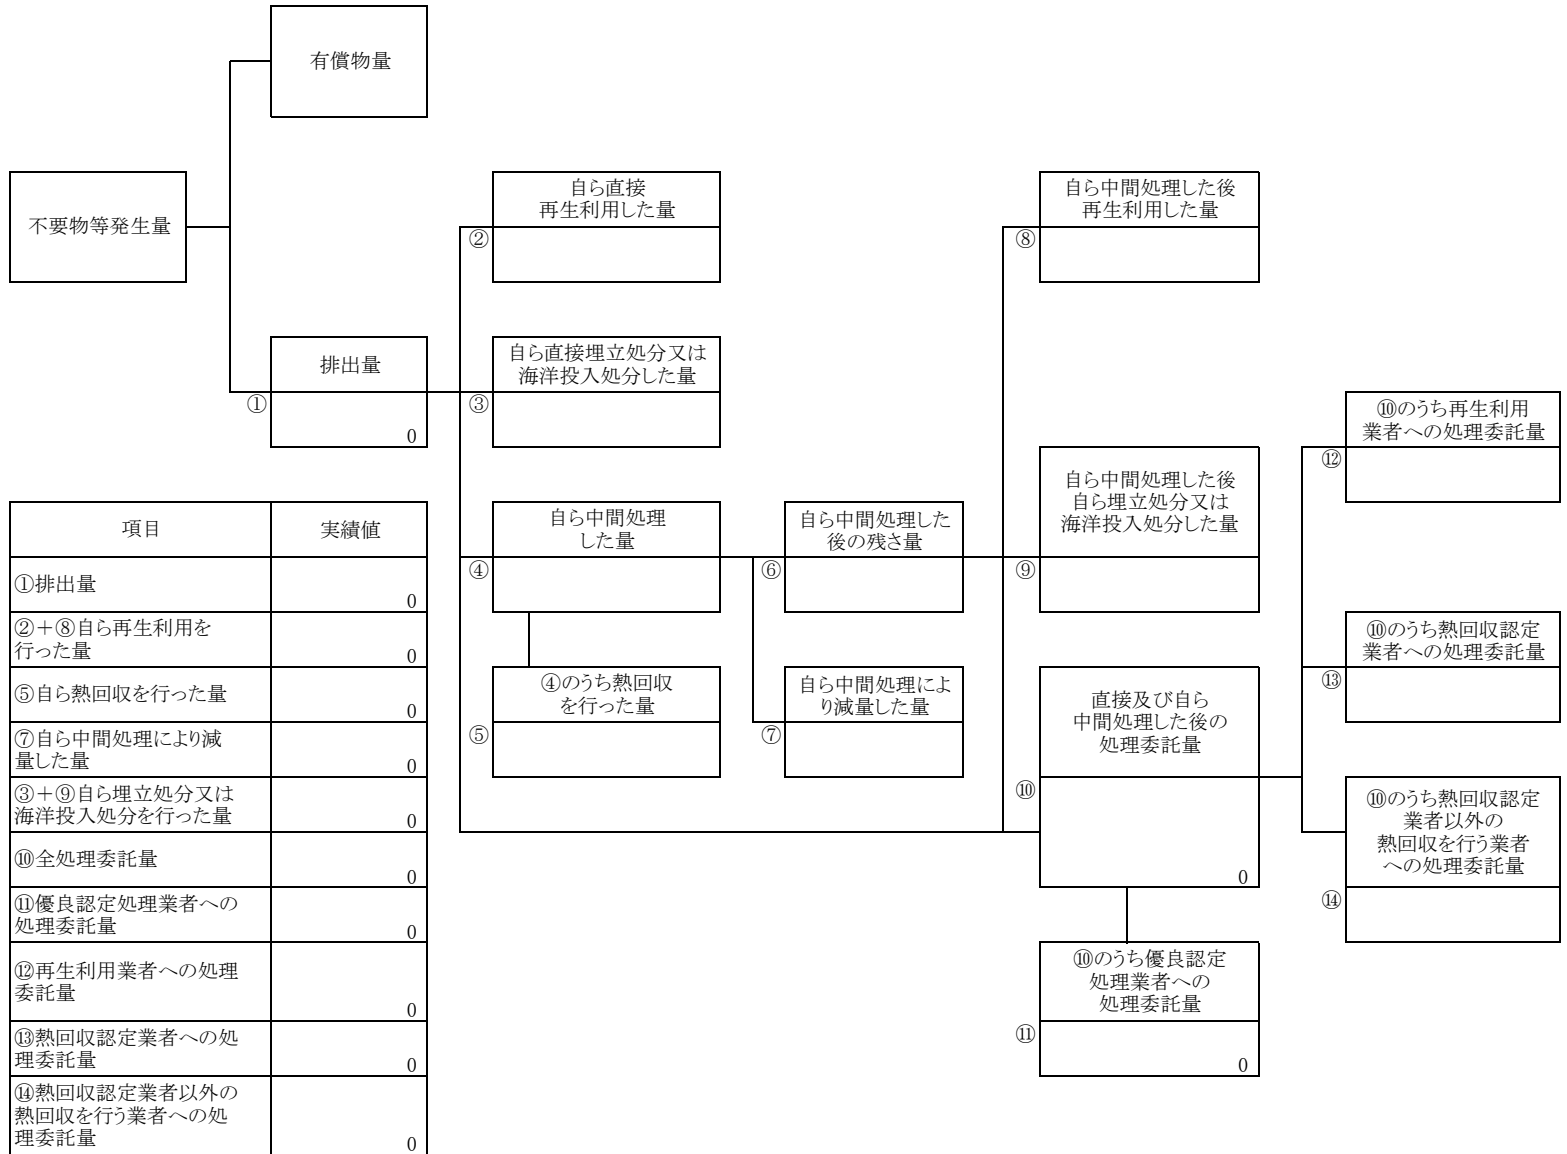 有償物量
不要物等発生量
自ら直接
再生利用した量
②
自ら中間処理した後
再生利用した量
⑧
排出量
①
0
自ら直接埋立処分又は
海洋投入処分した量
③
⑩のうち再生利用
業者への処理委託量
⑫
自ら中間処理した後
自ら埋立処分又は
海洋投入処分した量
⑨
自ら中間処理
した量
④
自ら中間処理した
後の残さ量
⑥
④のうち熱回収
を行った量
⑤
自ら中間処理によ
り減量した量
⑦
⑩のうち熱回収認定
業者への処理委託量
⑬
直接及び自ら
中間処理した後の
処理委託量
⑩
0
⑩のうち熱回収認定
業者以外の
熱回収を行う業者
への処理委託量
⑭
⑩のうち優良認定
処理業者への
処理委託量
⑪
0
項目
実績値
①排出量
0
②＋⑧自ら再生利用を
行った量
0
⑤自ら熱回収を行った量
0
⑦自ら中間処理により減
量した量
0
③＋⑨自ら埋立処分又は
海洋投入処分を行った量
0
⑩全処理委託量
0
⑪優良認定処理業者への
処理委託量
0
⑫再生利用業者への処理
委託量
0
⑬熱回収認定業者への処
理委託量
0
⑭熱回収認定業者以外の
熱回収を行う業者への処
理委託量
0